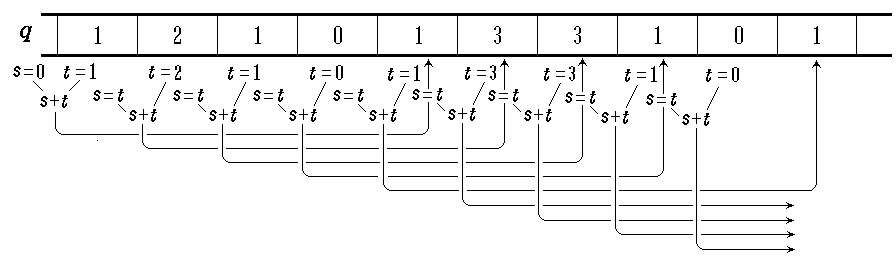 q 1 2 1 0 1 3 3 1 0 1
s=0 t=1 t=2 t=1 t=0 t=1 t=3 t=3 t=1 t=0
s=t s=t s=t s=t s=t s=t s=t s=t
s+t s+t s+t s+t s+t s+t s+t s+t s+t